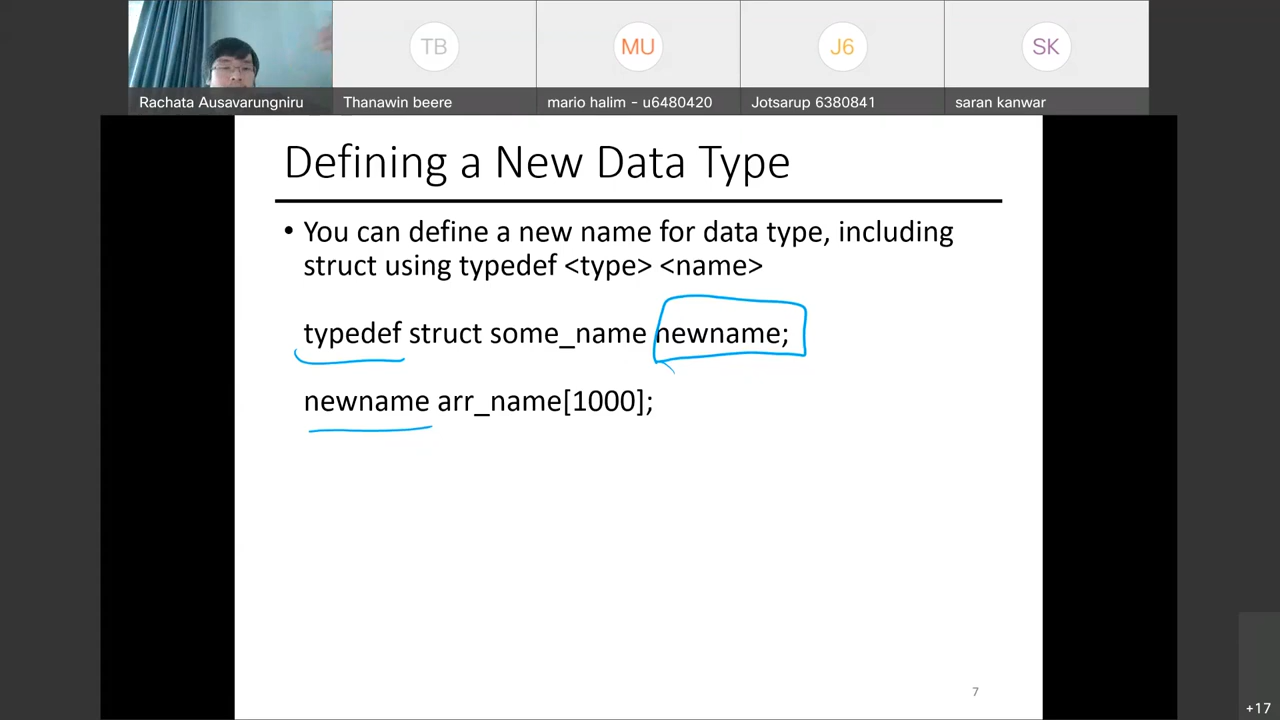 TB
MU
J6
SK
Rachata Ausavarungniru
Thanawin beere
mario halim - u6480420
Jotsarup 6380841
saran kanwar
Defining a New Data Type
• You can define a new name for data type, including
struct using typedef <type> <name>
typedef struct some_name newname;
newname arr_name[1000];
7
+17